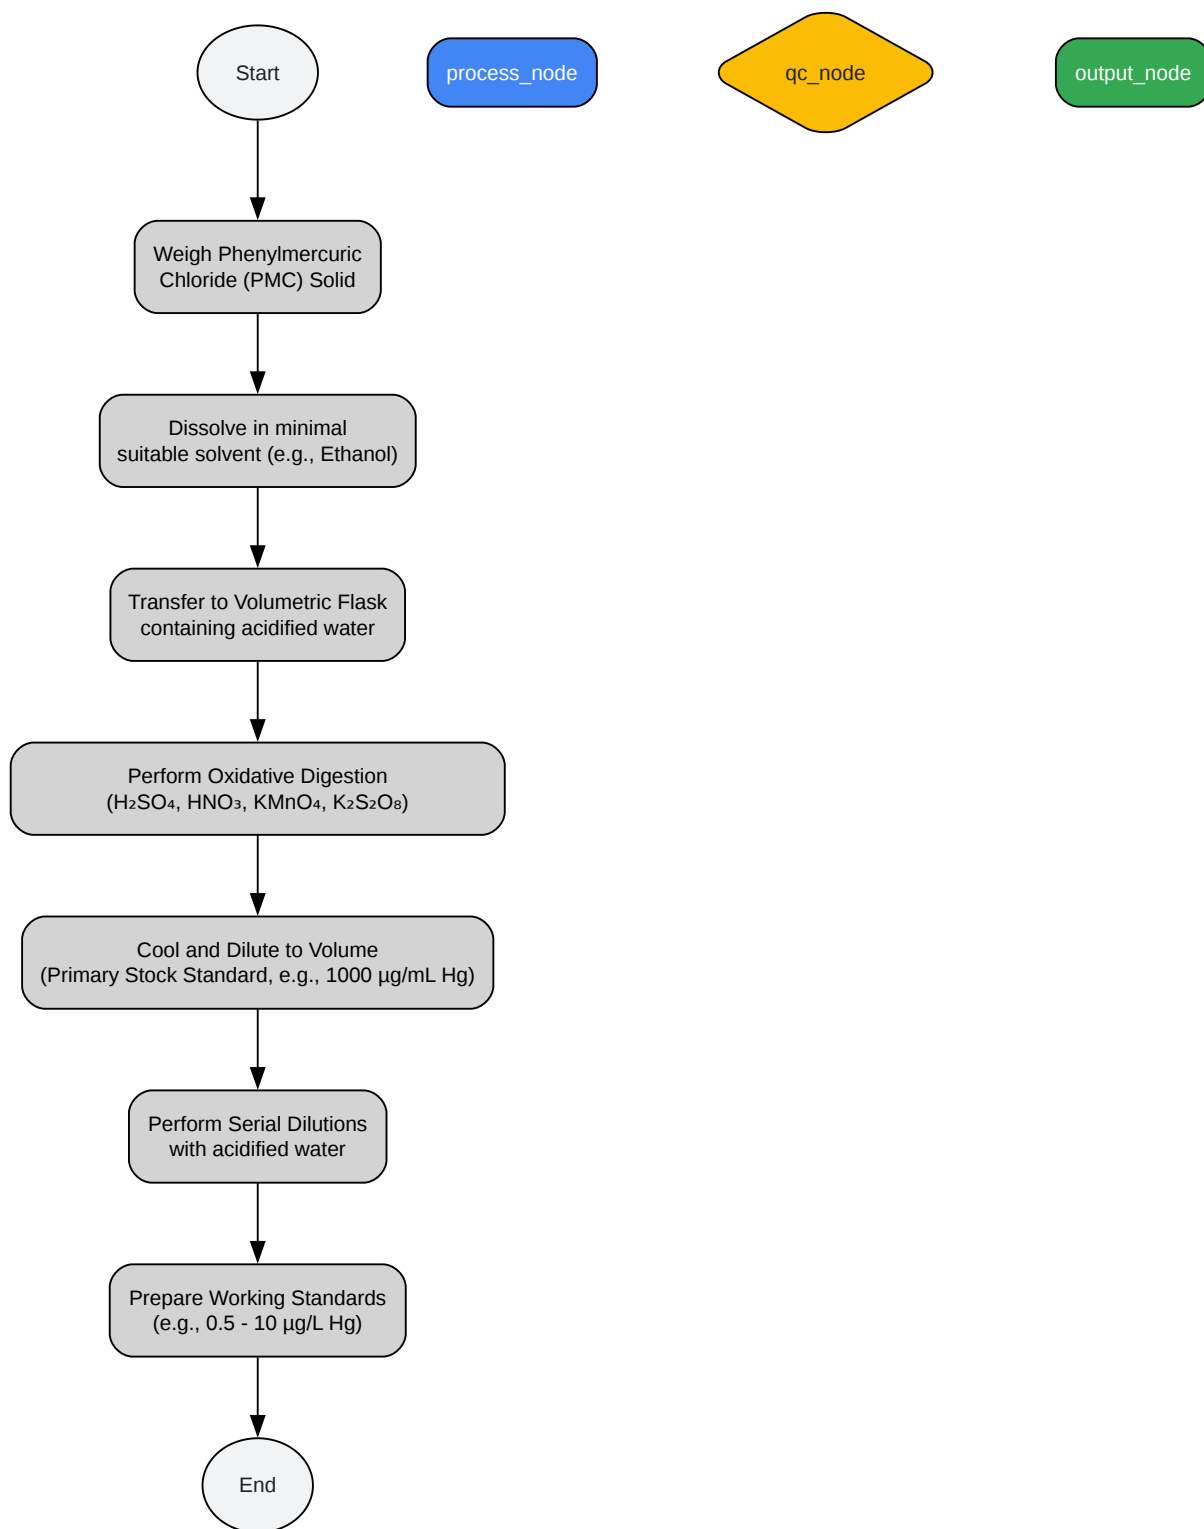 Start
process_node
qc_node
output_node
Weigh Phenylmercuric
Chloride (PMC) Solid
Dissolve in minimal
suitable solvent (e.g., Ethanol)
Transfer to Volumetric Flask
containing acidified water
Perform Oxidative Digestion
(H₂SO₄, HNO₃, KMnO₄, K₂S₂O₈)
Cool and Dilute to Volume
(Primary Stock Standard, e.g., 1000 µg/mL Hg)
Perform Serial Dilutions
with acidified water
Prepare Working Standards
(e.g., 0.5 - 10 µg/L Hg)
End